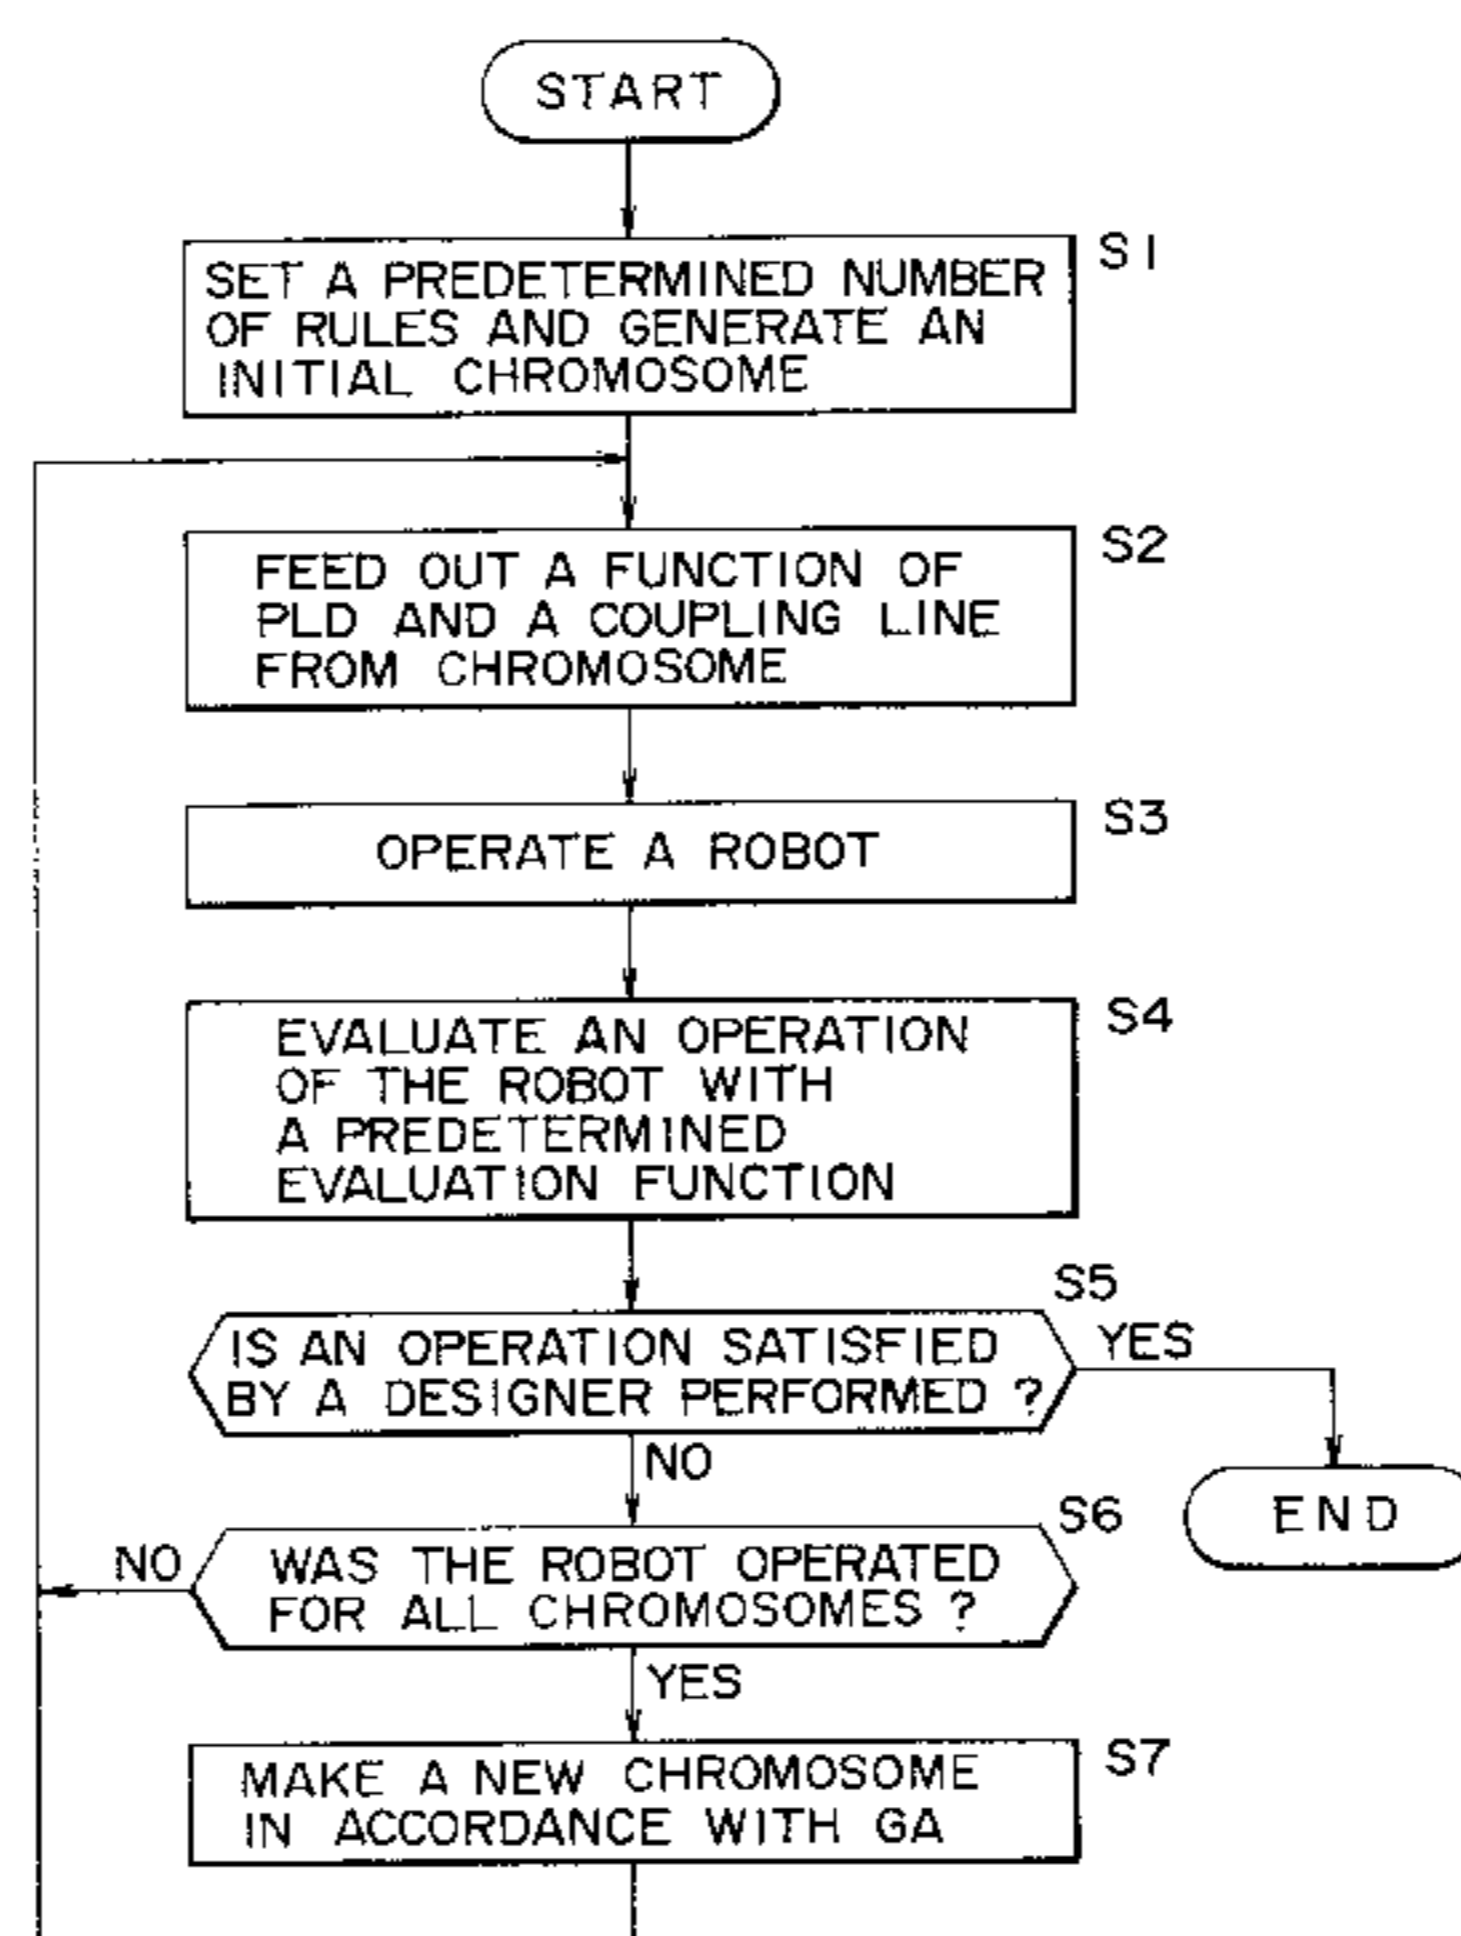 START
S1
SET A PREDETERMINED NUMBER
OF RULES AND GENERATE AN
INITIAL CHROMOSOME
S2
FEED OUT A FUNCTION OF
PLD AND A COUPLING LINE
FROM CHROMOSOME
S3
OPERATE A ROBOT
S4
EVALUATE AN OPERATION
OF THE ROBOT WITH
A PREDETERMINED
EVALUATION FUNCTION
S5
IS AN OPERATION SATISFIED
BY A DESIGNER PERFORMED ?
YES
NO
END
S6
NO
WAS THE ROBOT OPERATED
FOR ALL CHROMOSOMES ?
YES
S7
MAKE A NEW CHROMOSOME
IN ACCORDANCE WITH GA